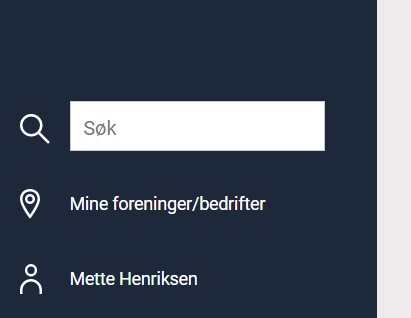 Søk
Mine foreninger/bedrifter
Mette Henriksen